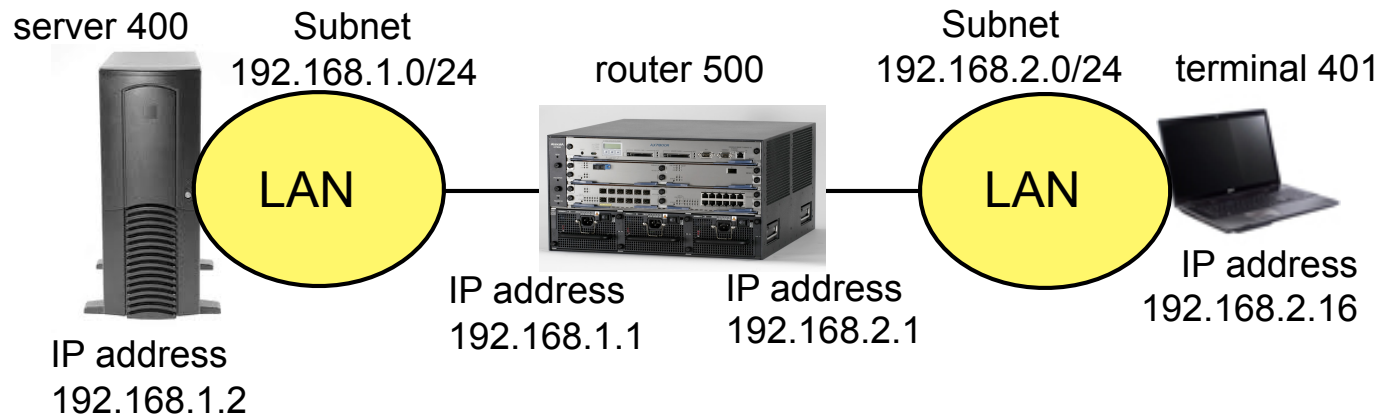 server 400
Subnet
192.168.1.0/24
router 500
Subnet
192.168.2.0/24
terminal 401
LAN
LAN
IP address
192.168.1.1
IP address
192.168.2.1
IP address
192.168.2.16
IP address
192.168.1.2